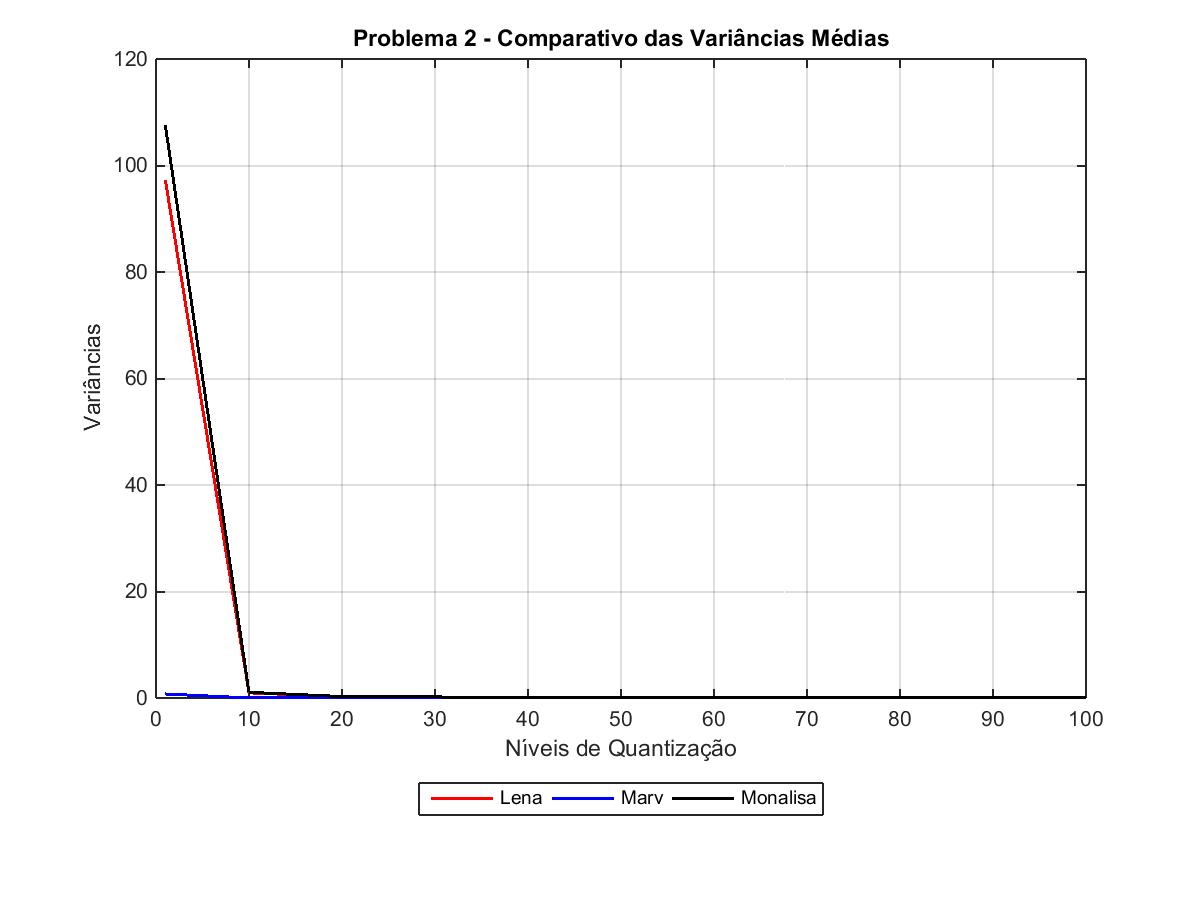 Problema 2 - Comparativo das Variâncias Médias
120
100
80
60
40
20
0
Variâncias
0 10 20 30 40 50 60 70 80 90 100
Níveis de Quantização
Lena Marv Monalisa